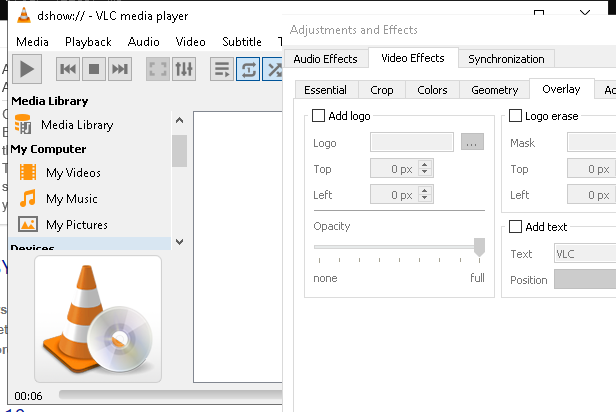 dshow:// - VLC media player
Media Playback Audio Video Subtitle
Media Library
Media Library
My Computer
My Videos
My Music
My Pictures
Devices
00:06
Adjustments and Effects
Audio Effects Video Effects Synchronization
Essential Crop Colors Geometry Overlay
Add logo
Logo ...
Top 0 px
Left 0 px
Opacity
none full
Logo erase
Mask
Top 0 px
Left 0 px
Add text
Text VLC
Position